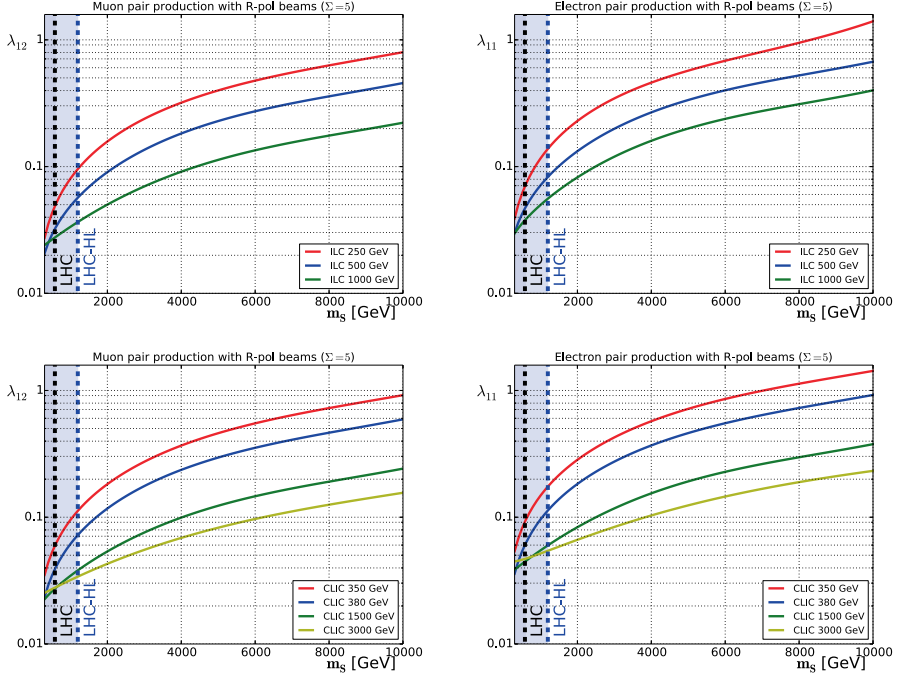 Muon pair production with R-pol beams (Σ=5)
λ12
1
0.1
0.01
LHC
LHC-HL
ILC 250 GeV
ILC 500 GeV
ILC 1000 GeV
2000 4000 6000 8000 10000
mS [GeV]
Electron pair production with R-pol beams (Σ=5)
λ11
1
0.1
0.01
LHC
LHC-HL
ILC 250 GeV
ILC 500 GeV
ILC 1000 GeV
2000 4000 6000 8000 10000
mS [GeV]
Muon pair production with R-pol beams (Σ=5)
λ12
1
0.1
0.01
LHC
LHC-HL
CLIC 350 GeV
CLIC 380 GeV
CLIC 1500 GeV
CLIC 3000 GeV
2000 4000 6000 8000 10000
mS [GeV]
Electron pair production with R-pol beams (Σ=5)
λ11
1
0.1
0.01
LHC
LHC-HL
CLIC 350 GeV
CLIC 380 GeV
CLIC 1500 GeV
CLIC 3000 GeV
2000 4000 6000 8000 10000
mS [GeV]